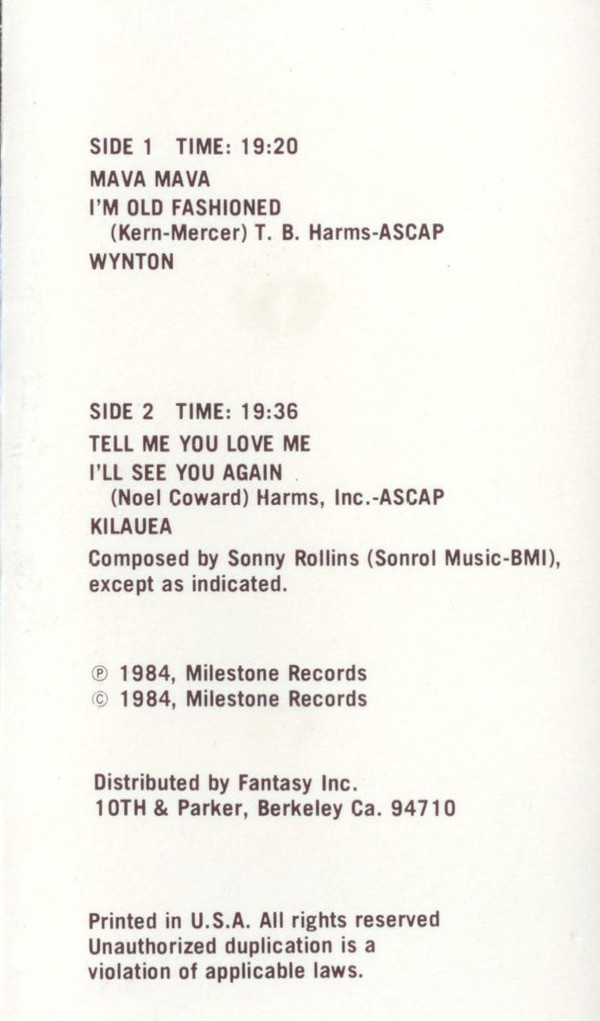 SIDE 1 TIME: 19:20
MAVA MAVA
I'M OLD FASHIONED
(Kern-Mercer) T. B. Harms-ASCAP
WYNTON
SIDE 2 TIME: 19:36
TELL ME YOU LOVE ME
I'LL SEE YOU AGAIN
(Noel Coward) Harms, Inc.-ASCAP
KILAUEA
Composed by Sonny Rollins (Sonrol Music-BMI),
except as indicated.
℗ 1984, Milestone Records
© 1984, Milestone Records
Distributed by Fantasy Inc.
10TH & Parker, Berkeley Ca. 94710
Printed in U.S.A. All rights reserved
Unauthorized duplication is a
violation of applicable laws.